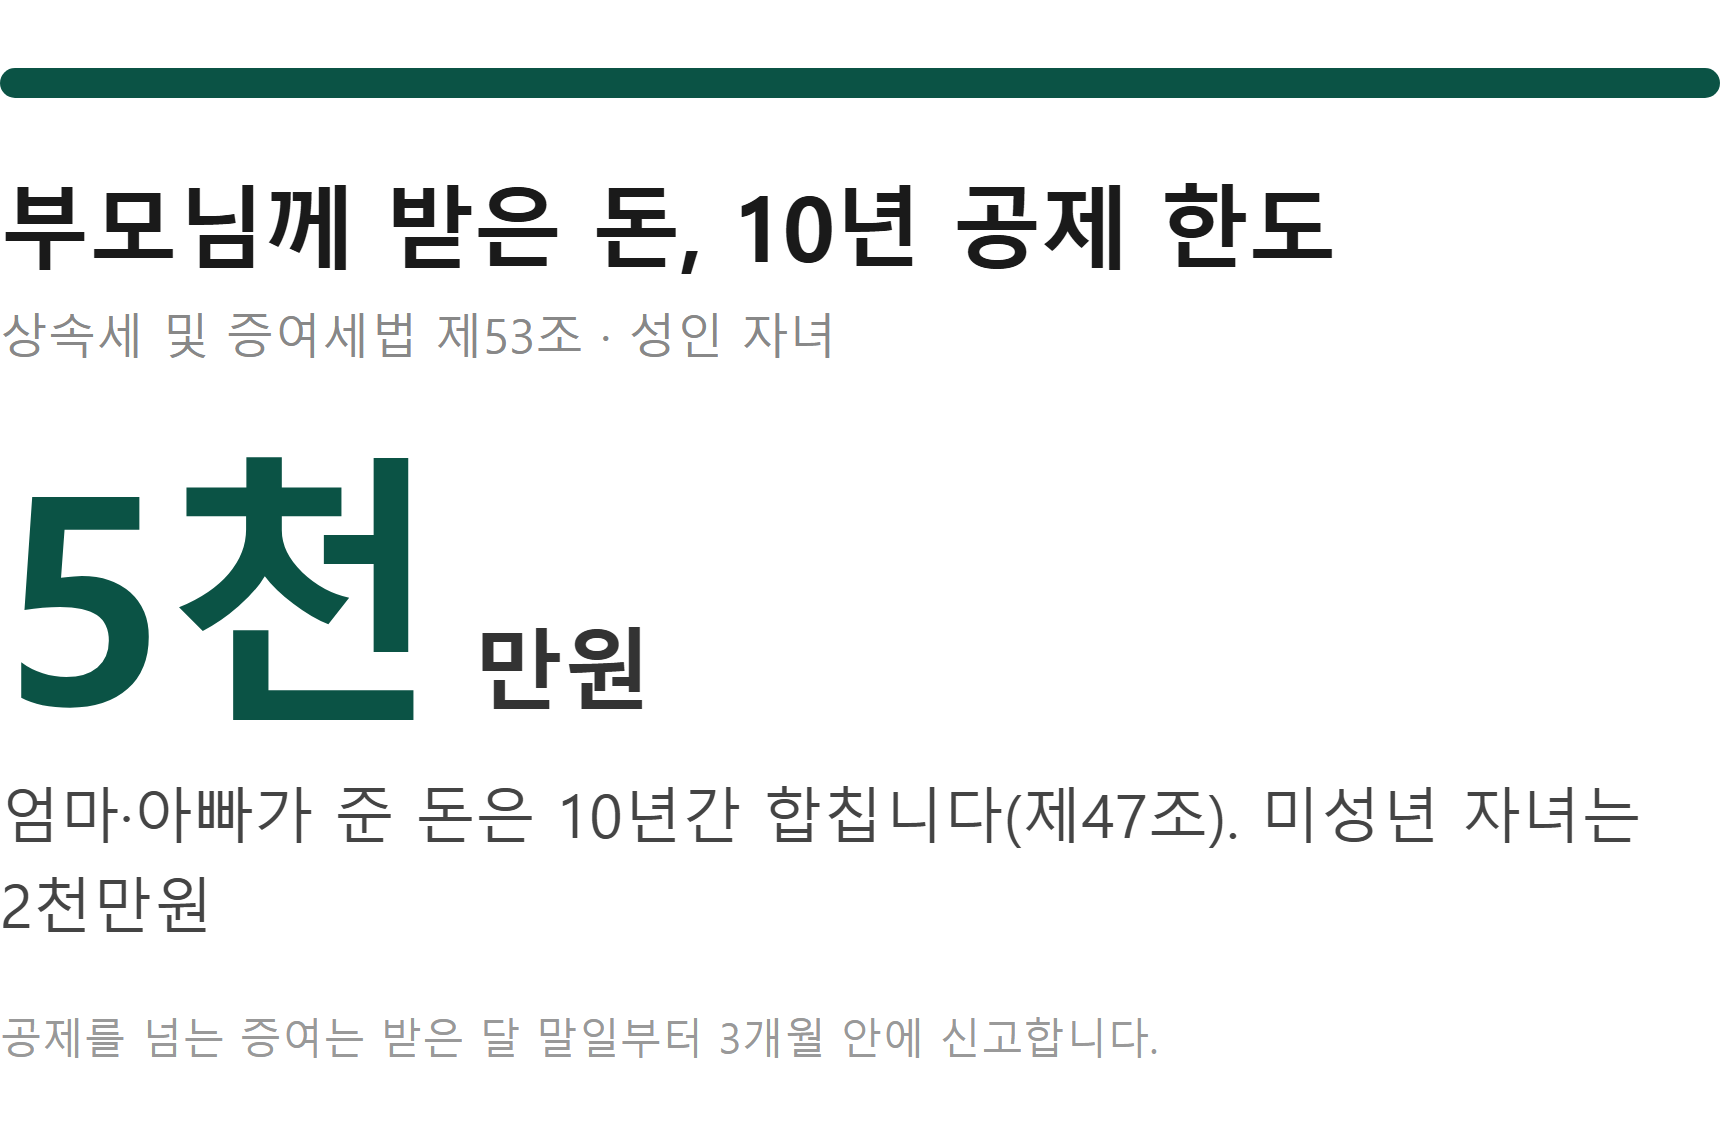 부모님께 받은 돈, 10년 공제 한도
상속세 및 증여세법 제53조 · 성인 자녀
5천 만원
엄마·아빠가 준 돈은 10년간 합칩니다(제47조). 미성년 자녀는
2천만원
공제를 넘는 증여는 받은 달 말일부터 3개월 안에 신고합니다.